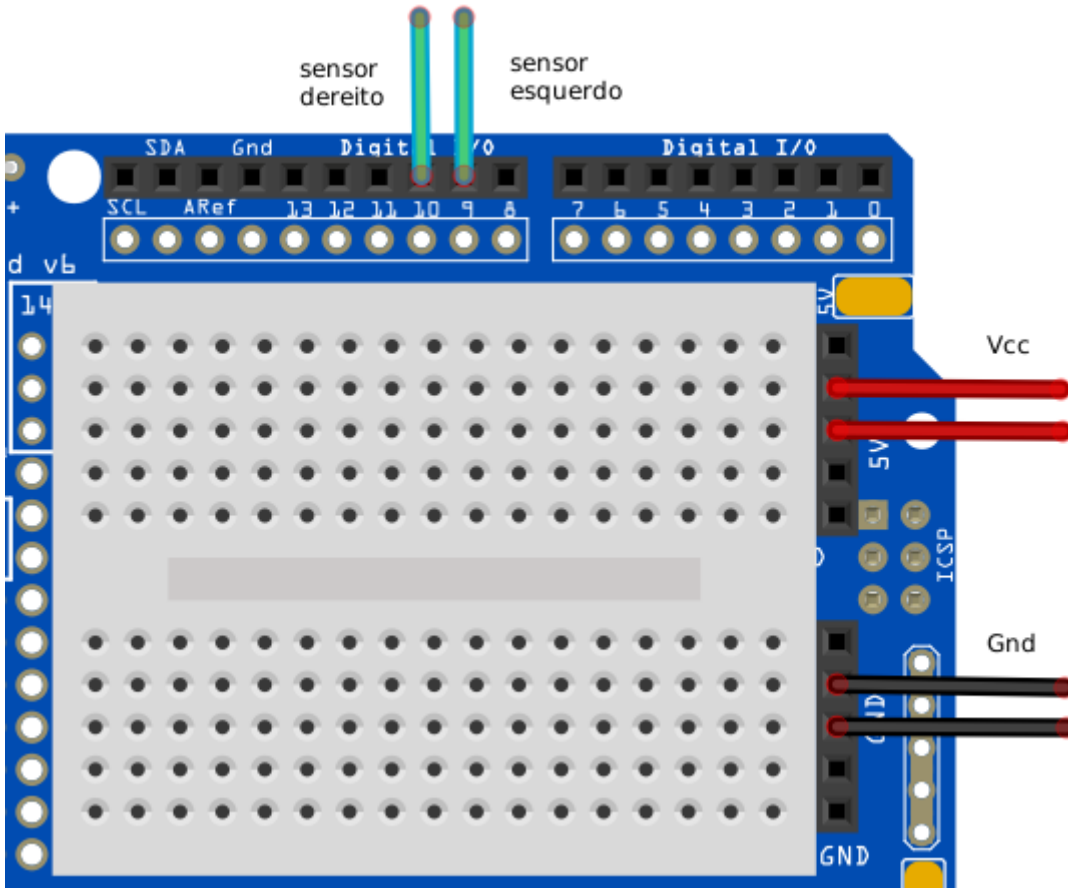 sensor
dereito
sensor
esquerdo
SDA Gnd Digital I/O Digital I/O
+ SCL ARef 13 12 11 10 9 8 7 6 5 4 3 2 1 0
d v6
14
5V
Vcc
5V
ICSP
Gnd
GND
GND